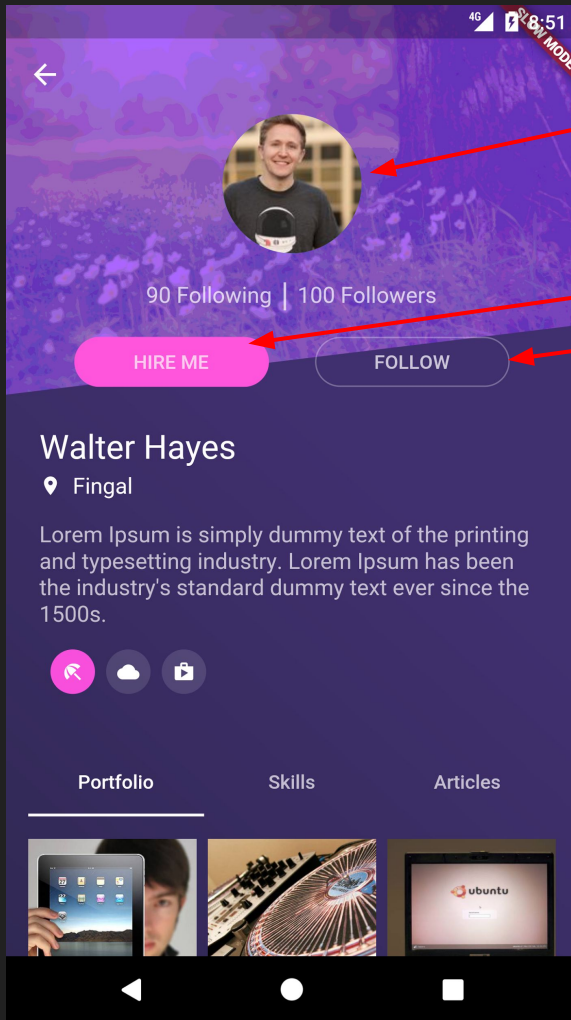 4G 8:51
SLOW MODE
90 Following | 100 Followers
HIRE ME FOLLOW
Walter Hayes
Fingal
Lorem Ipsum is simply dummy text of the printing
and typesetting industry. Lorem Ipsum has been
the industry's standard dummy text ever since the
1500s.
Portfolio Skills Articles
ubuntu